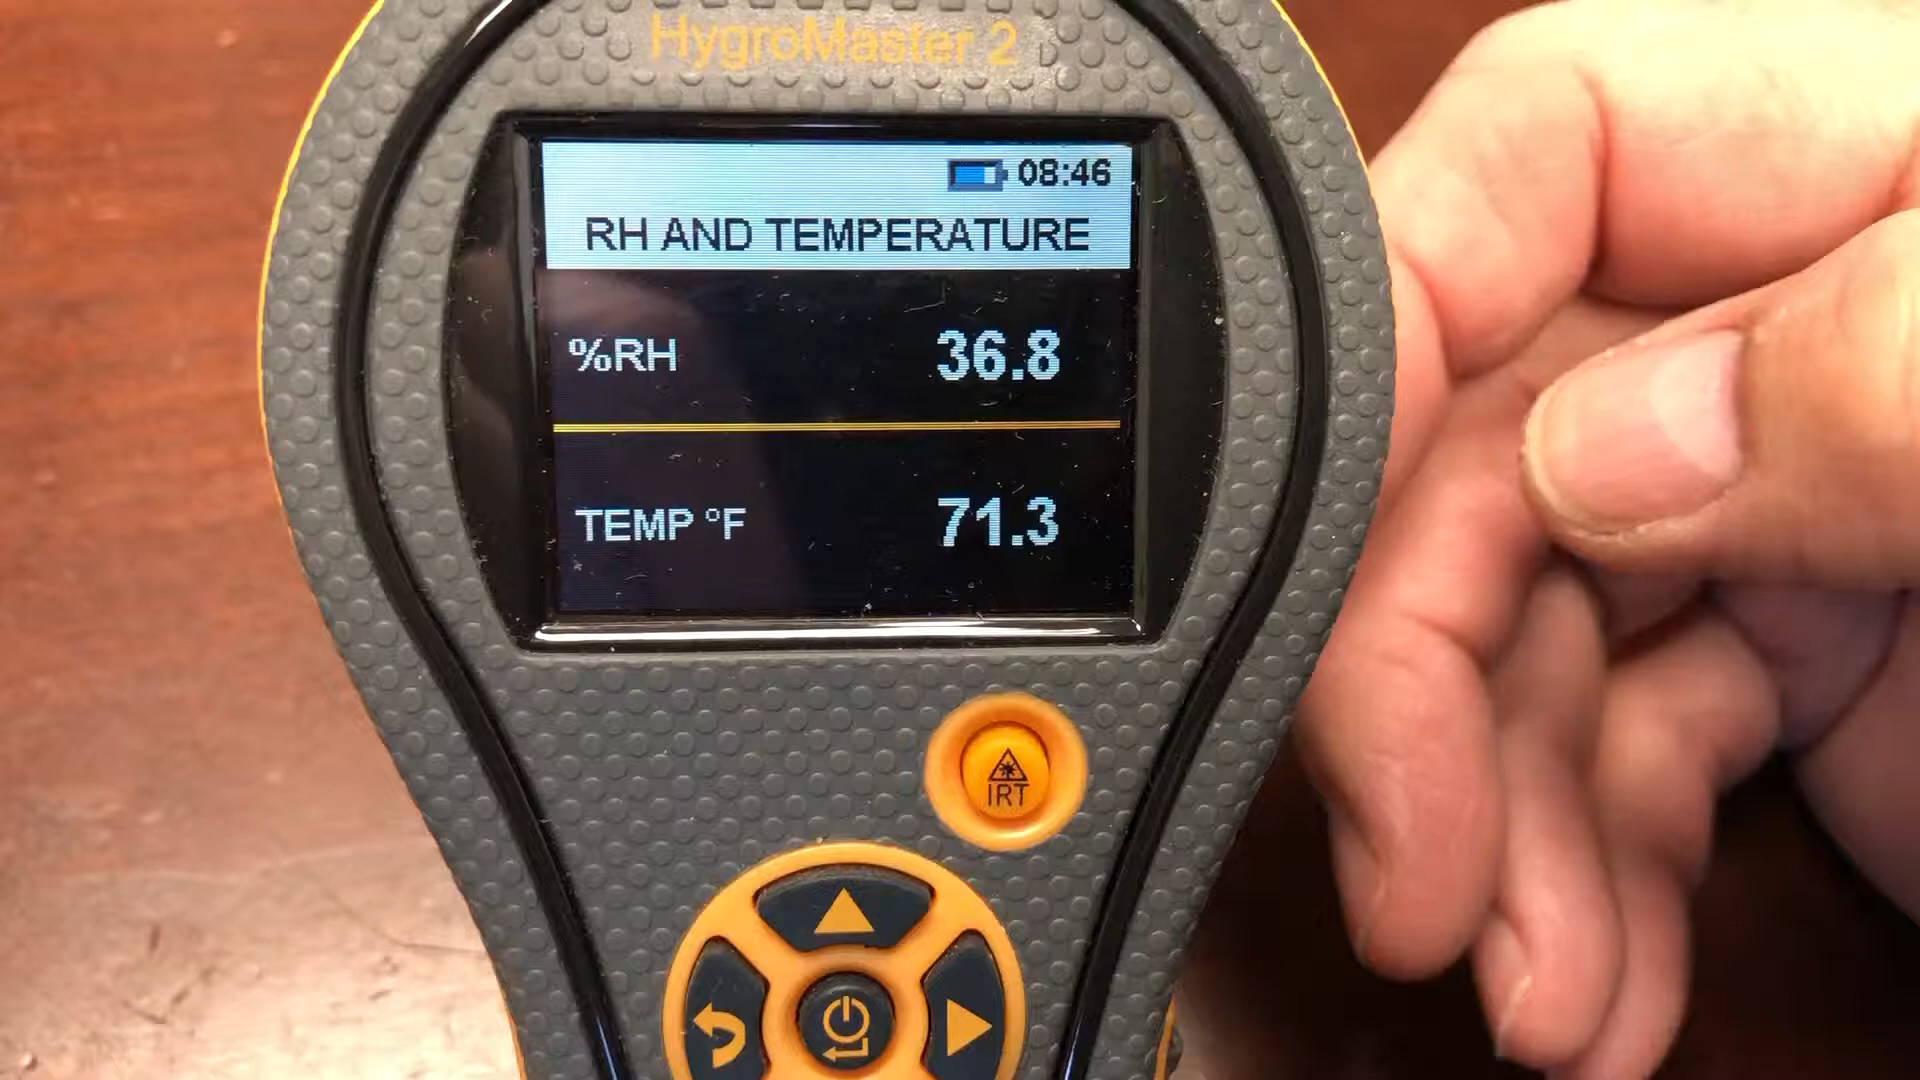 HygroMaster 2
08:46
RH AND TEMPERATURE
%RH 36.8
TEMP °F 71.3
IRT